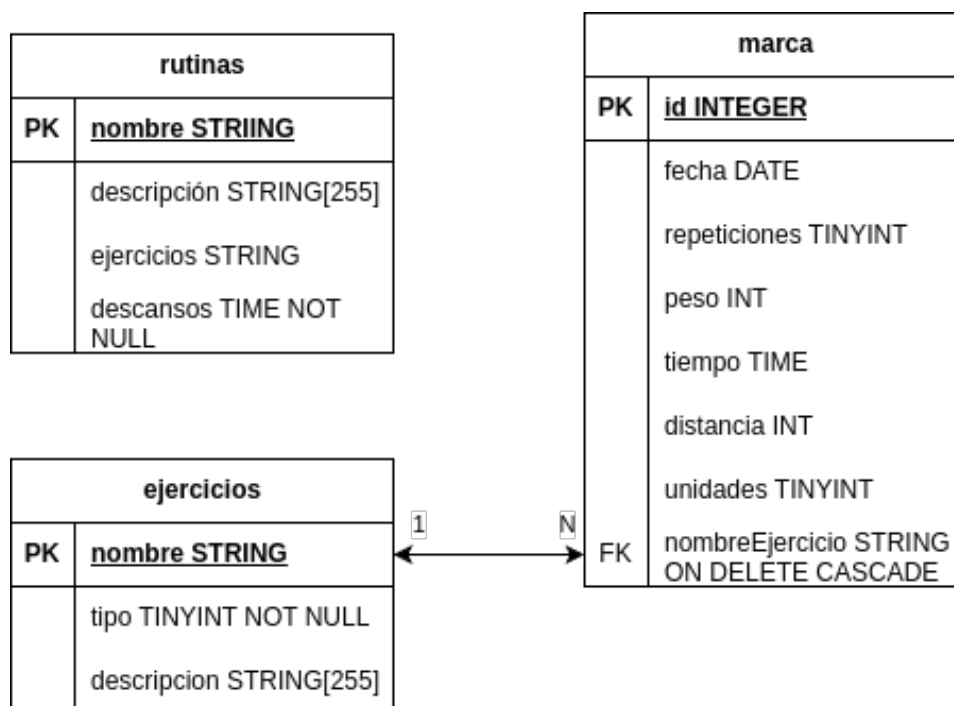 rutinas
PK nombre STRIING
descripción STRING[255]
ejercicios STRING
descansos TIME NOT
NULL
marca
PK id INTEGER
fecha DATE
repeticiones TINYINT
peso INT
tiempo TIME
distancia INT
unidades TINYINT
FK nombreEjercicio STRING
ON DELETE CASCADE
ejercicios
PK nombre STRING
tipo TINYINT NOT NULL
descripcion STRING[255]
1 N